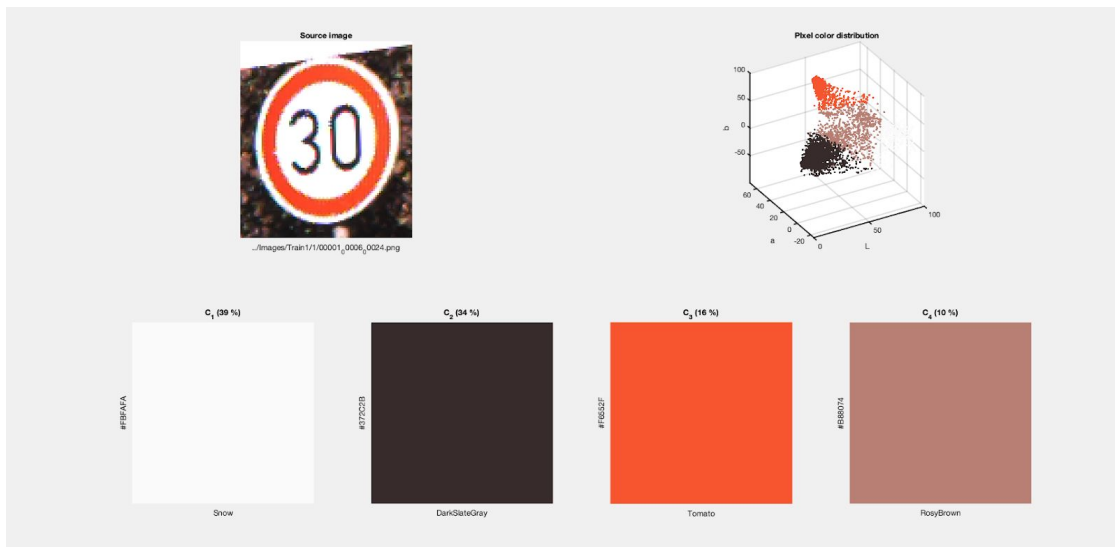 Source image
30
../Images/Train1/1/00001_00006_00024.png
PIxel color distribution
100
50
0
-50
b
60
40
20
0
-20
a
0
50
100
L
C1 (39 %)
#FBFAFA
Snow
C2 (34 %)
#372C2B
DarkSlateGray
C3 (16 %)
#F6552F
Tomato
C4 (10 %)
#B88074
RosyBrown